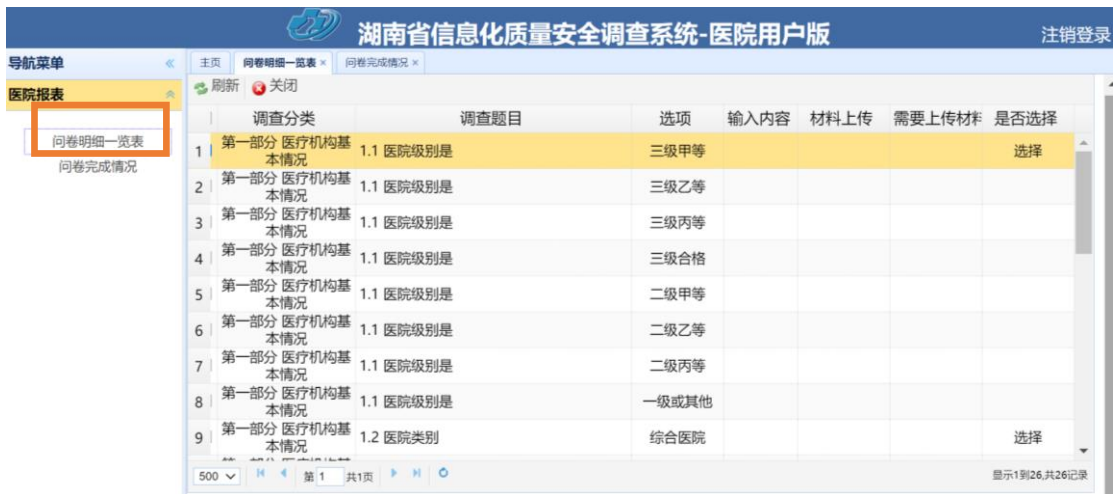 湖南省信息化质量安全调查系统-医院用户版 注销登录
导航菜单 主页 问卷明细一览表 × 问卷完成情况 ×
医院报表 刷新 关闭
调查分类 调查题目 选项 输入内容 材料上传 需要上传材料 是否选择
问卷明细一览表
问卷完成情况
1 第一部分 医疗机构基本情况 1.1 医院级别是 三级甲等 选择
2 第一部分 医疗机构基本情况 1.1 医院级别是 三级乙等
3 第一部分 医疗机构基本情况 1.1 医院级别是 三级丙等
4 第一部分 医疗机构基本情况 1.1 医院级别是 三级合格
5 第一部分 医疗机构基本情况 1.1 医院级别是 二级甲等
6 第一部分 医疗机构基本情况 1.1 医院级别是 二级乙等
7 第一部分 医疗机构基本情况 1.1 医院级别是 二级丙等
8 第一部分 医疗机构基本情况 1.1 医院级别是 一级或其他
9 第一部分 医疗机构基本情况 1.2 医院类别 综合医院 选择
500 第 1 共1页 显示1到26,共26记录